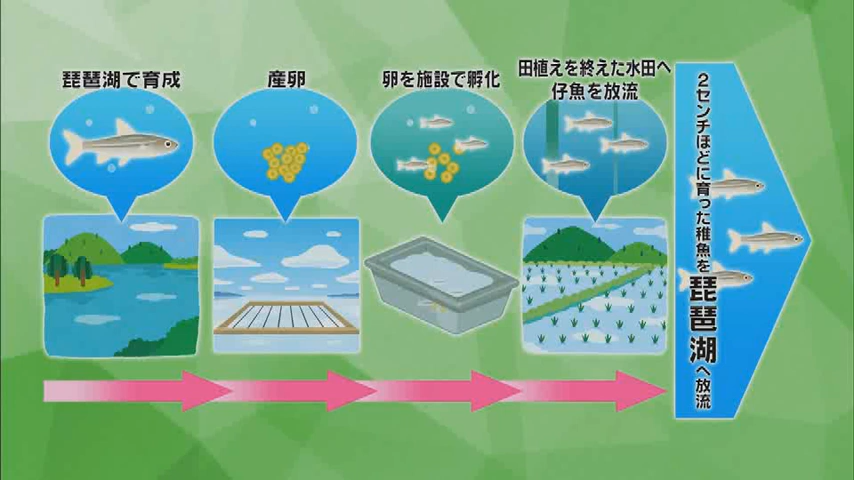 琵琶湖で育成
産卵
卵を施設で孵化
田植えを終えた水田へ
仔魚を放流
2センチほどに育った稚魚を琵琶湖へ放流